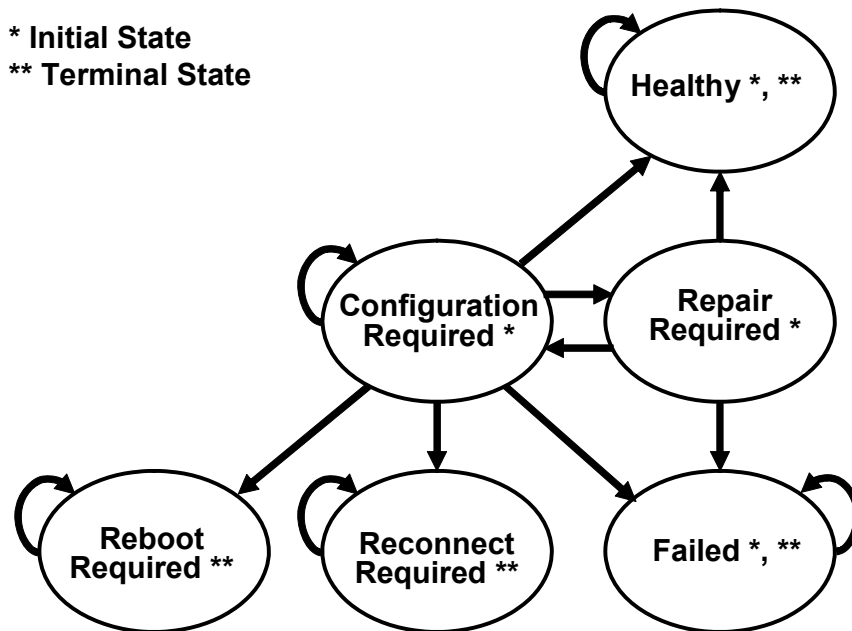 * Initial State
** Terminal State
Healthy *, **
Configuration
Required *
Repair
Required *
Reboot
Required **
Reconnect
Required **
Failed *, **